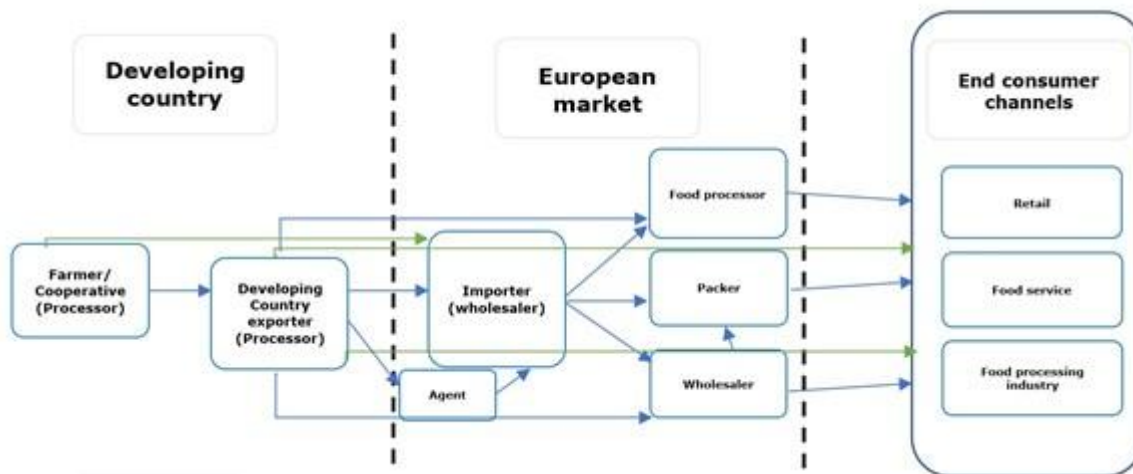 Developing
country
European
market
End consumer
channels
Farmer/
Cooperative
(Processor)
Developing
Country
exporter
(Processor)
Agent
Importer
(wholesaler)
Food processor
Packer
Wholesaler
Retail
Food service
Food processing
industry